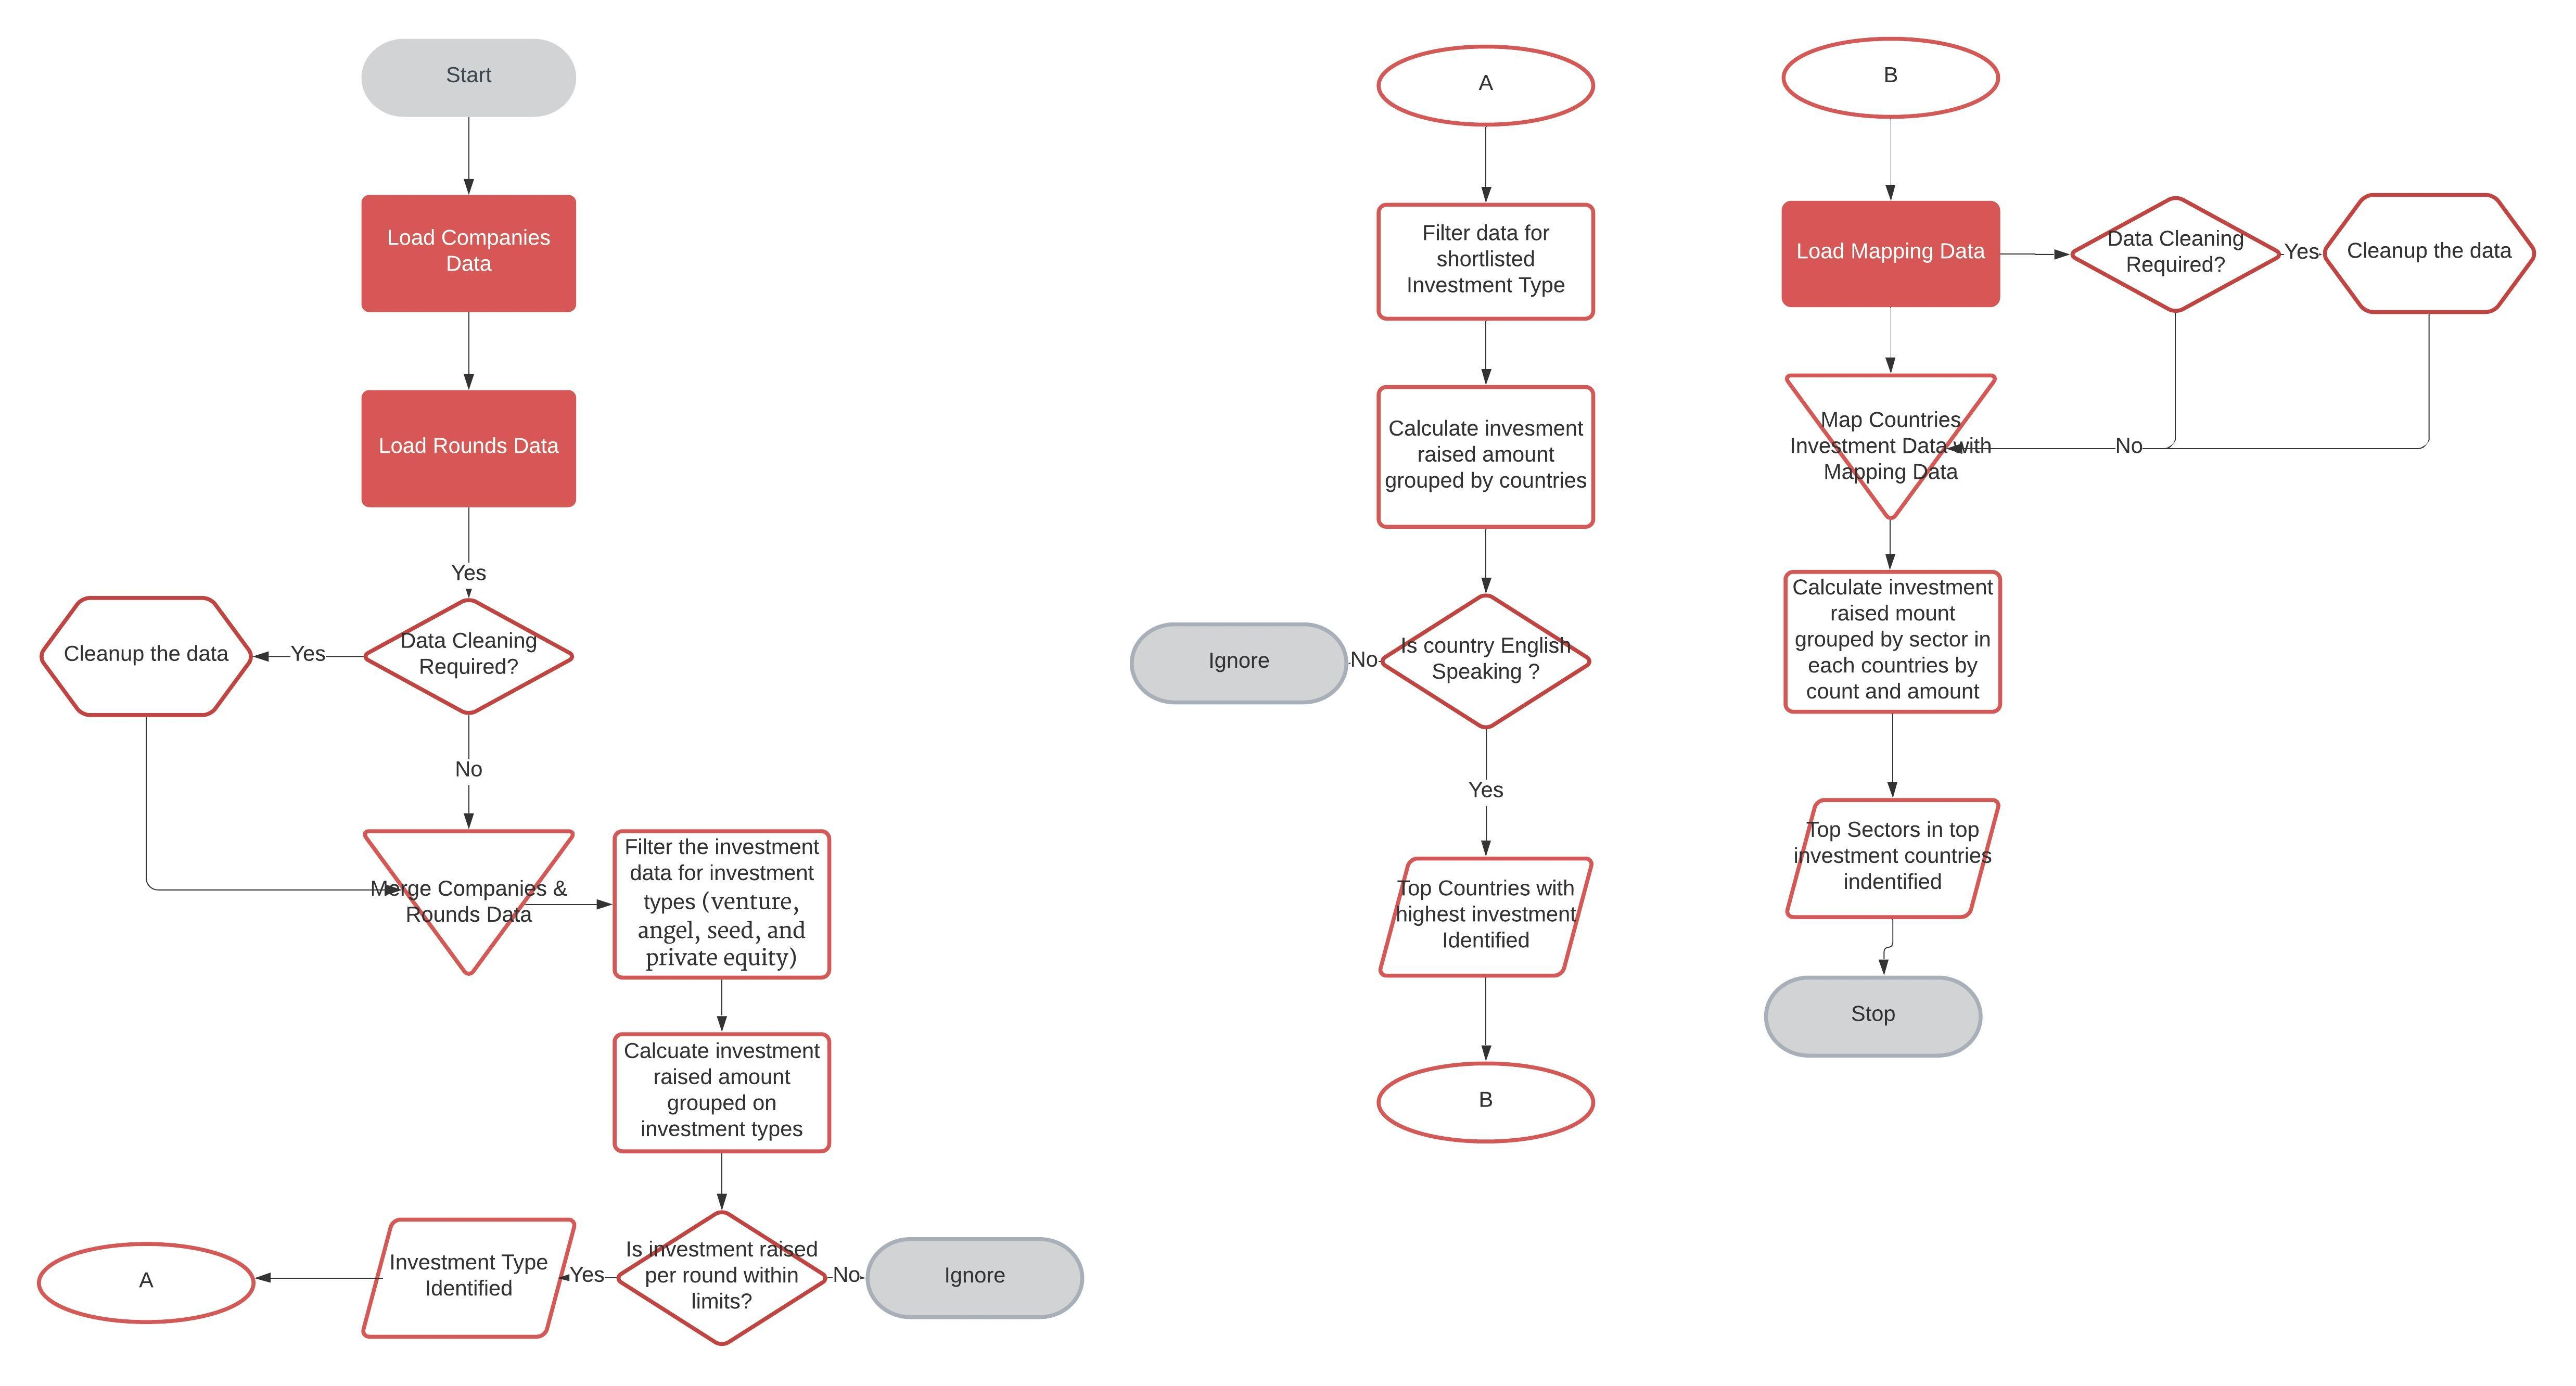 Start
Load Companies
Data
Load Rounds Data
Yes
Data Cleaning
Required?
Yes
Cleanup the data
No
Merge Companies &
Rounds Data
Filter the investment
data for investment
types (venture,
angel, seed, and
private equity)
Calcuate investment
raised amount
grouped on
investment types
Is investment raised
per round within
limits?
No
Ignore
Yes
Investment Type
Identified
A
A
Filter data for
shortlisted
Investment Type
Calculate invesment
raised amount
grouped by countries
Is country English
Speaking ?
No
Ignore
Yes
Top Countries with
highest investment
Identified
B
B
Load Mapping Data
Data Cleaning
Required?
Yes
Cleanup the data
No
Map Countries
Investment Data with
Mapping Data
Calculate investment
raised mount
grouped by sector in
each countries by
count and amount
Top Sectors in top
investment countries
indentified
Stop